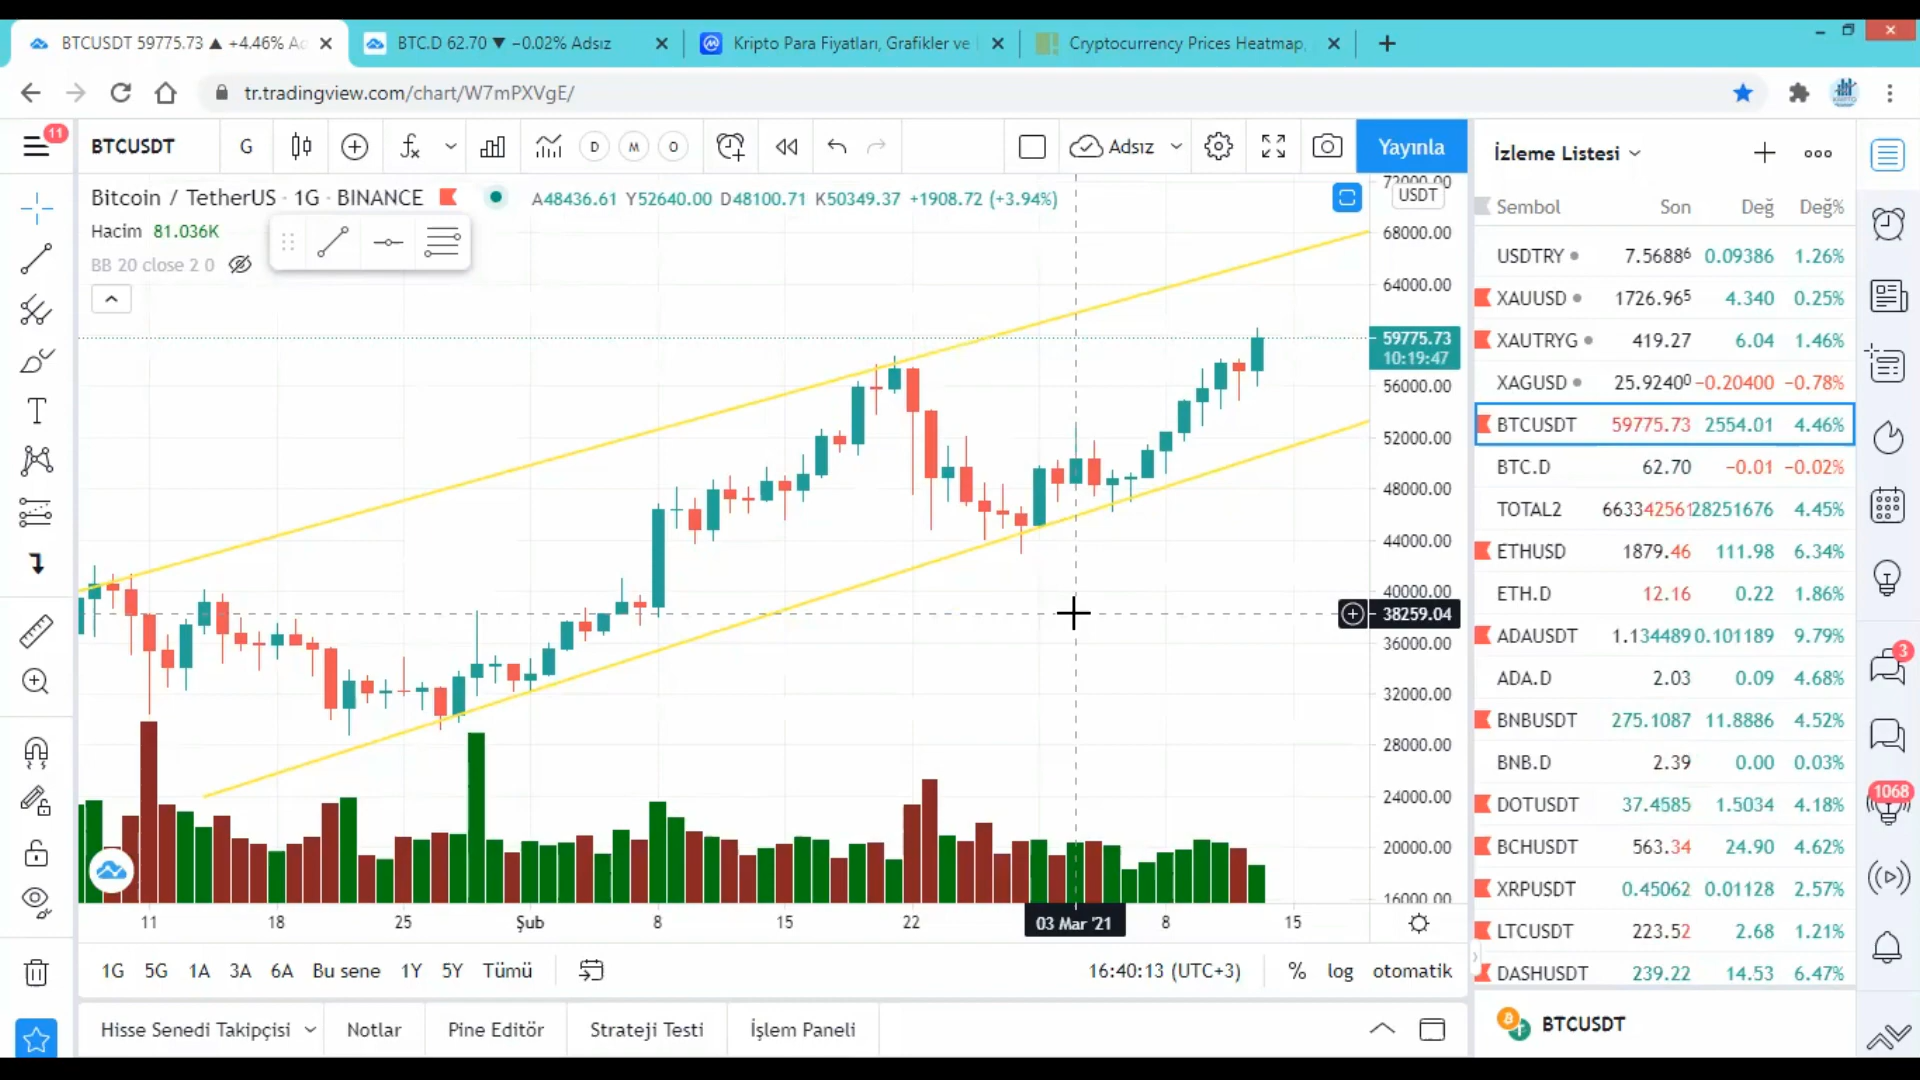 BTCUSDT 59775.73 ▲ +4.46% Ad
BTC.D 62.70 ▼ −0.02% Adsız
Kripto Para Fiyatları, Grafikler ve
Cryptocurrency Prices Heatmap,
tr.tradingview.com/chart/W7mPXVgE/
11
BTCUSDT
G
D
M
O
Adsız
Yayınla
Bitcoin / TetherUS · 1G · BINANCE
A48436.61 Y52640.00 D48100.71 K50349.37 +1908.72 (+3.94%)
Hacim 81.036K
BB 20 close 2 0
72000.00
USDT
68000.00
64000.00
59775.73
10:19:47
56000.00
52000.00
48000.00
44000.00
40000.00
38259.04
36000.00
32000.00
28000.00
24000.00
20000.00
16000.00
11 18 25 Şub 8 15 22 03 Mar '21 8 15
1G 5G 1A 3A 6A Bu sene 1Y 5Y Tümü
16:40:13 (UTC+3) % log otomatik
Hisse Senedi Takipçisi Notlar Pine Editör Strateji Testi İşlem Paneli
İzleme Listesi
Sembol Son Değ Değ%
USDTRY 7.56886 0.09386 1.26%
XAUUSD 1726.965 4.340 0.25%
XAUTRYG 419.27 6.04 1.46%
XAGUSD 25.92400 −0.20400 −0.78%
BTCUSDT 59775.73 2554.01 4.46%
BTC.D 62.70 −0.01 −0.02%
TOTAL2 66334256128251676 4.45%
ETHUSD 1879.46 111.98 6.34%
ETH.D 12.16 0.22 1.86%
ADAUSDT 1.134489 0.101189 9.79%
ADA.D 2.03 0.09 4.68%
BNBUSDT 275.1087 11.8886 4.52%
BNB.D 2.39 0.00 0.03%
DOTUSDT 37.4585 1.5034 4.18%
BCHUSDT 563.34 24.90 4.62%
XRPUSDT 0.45062 0.01128 2.57%
LTCUSDT 223.52 2.68 1.21%
DASHUSDT 239.22 14.53 6.47%
BTCUSDT
3
1068